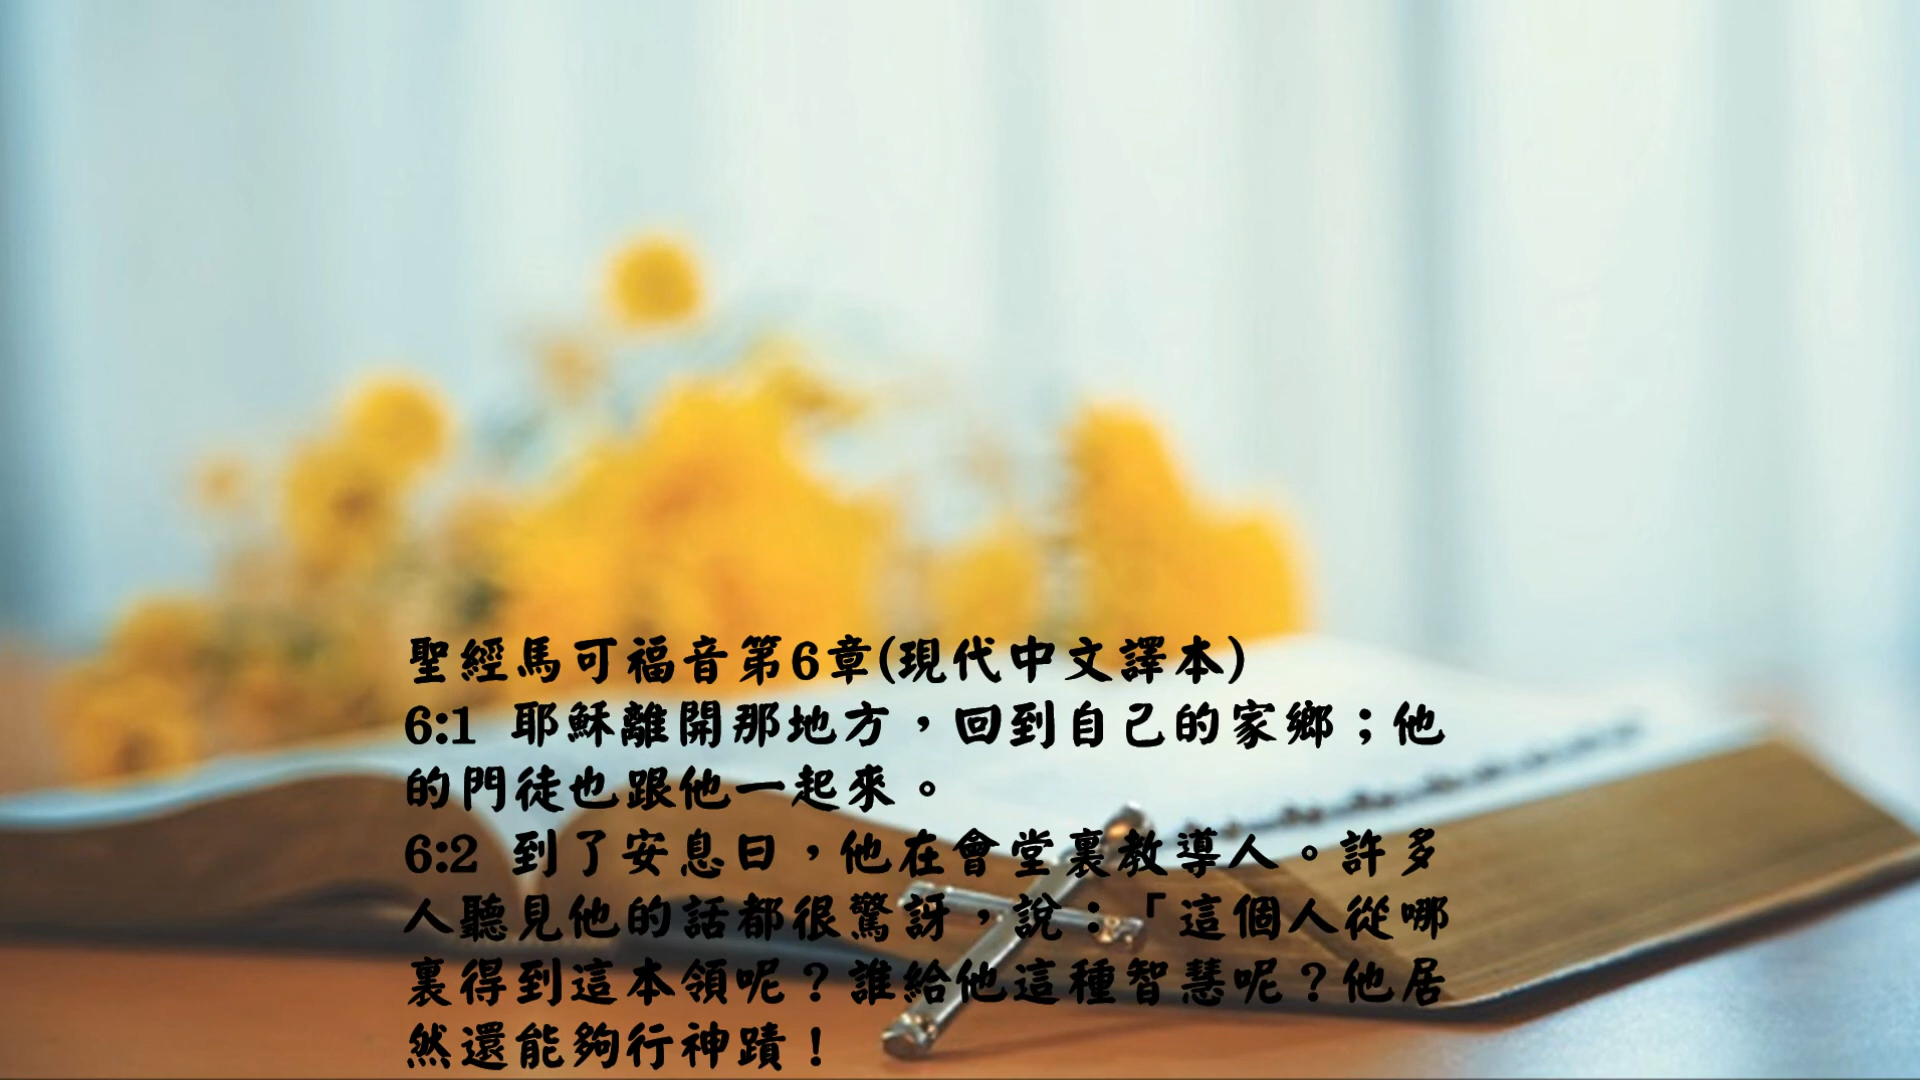 聖經馬可福音第6章(現代中文譯本)
6:1 耶穌離開那地方，回到自己的家鄉；他
的門徒也跟他一起來。
6:2 到了安息日，他在會堂裏教導人。許多
人聽見他的話都很驚訝，說：「這個人從哪
裏得到這本領呢？誰給他這種智慧呢？他居
然還能夠行神蹟！